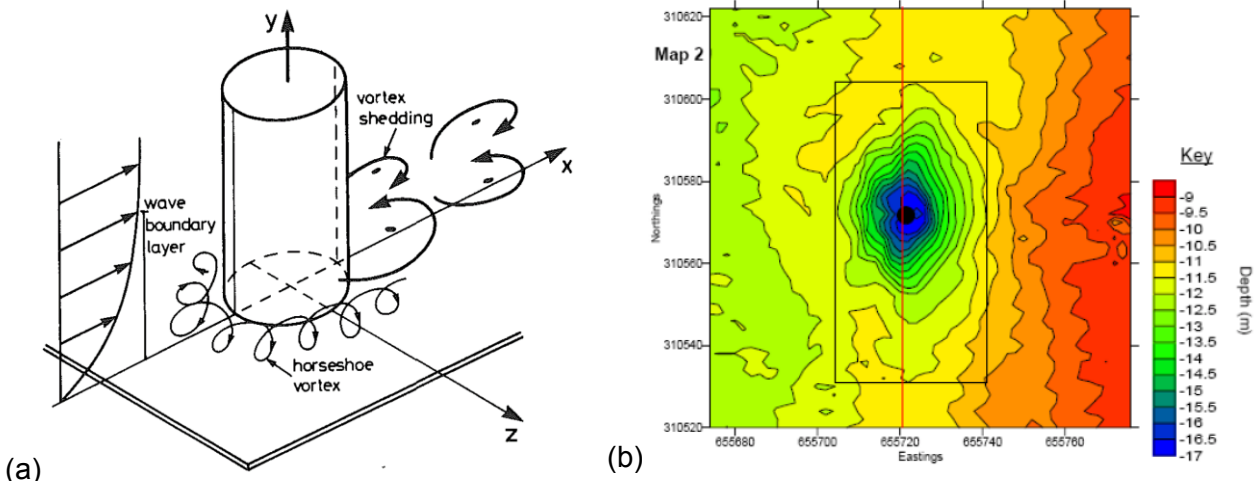 y
vortex
shedding
x
wave
boundary
layer
horseshoe
vortex
z
(a)
Map 2
310620
310600
310580
310560
310540
310520
Northings
655680
655700
655720
655740
655760
Eastings
(b)
Key
-9
-9.5
-10
-10.5
-11
-11.5
-12
-12.5
-13
-13.5
-14
-14.5
-15
-15.5
-16
-16.5
-17
Depth (m)